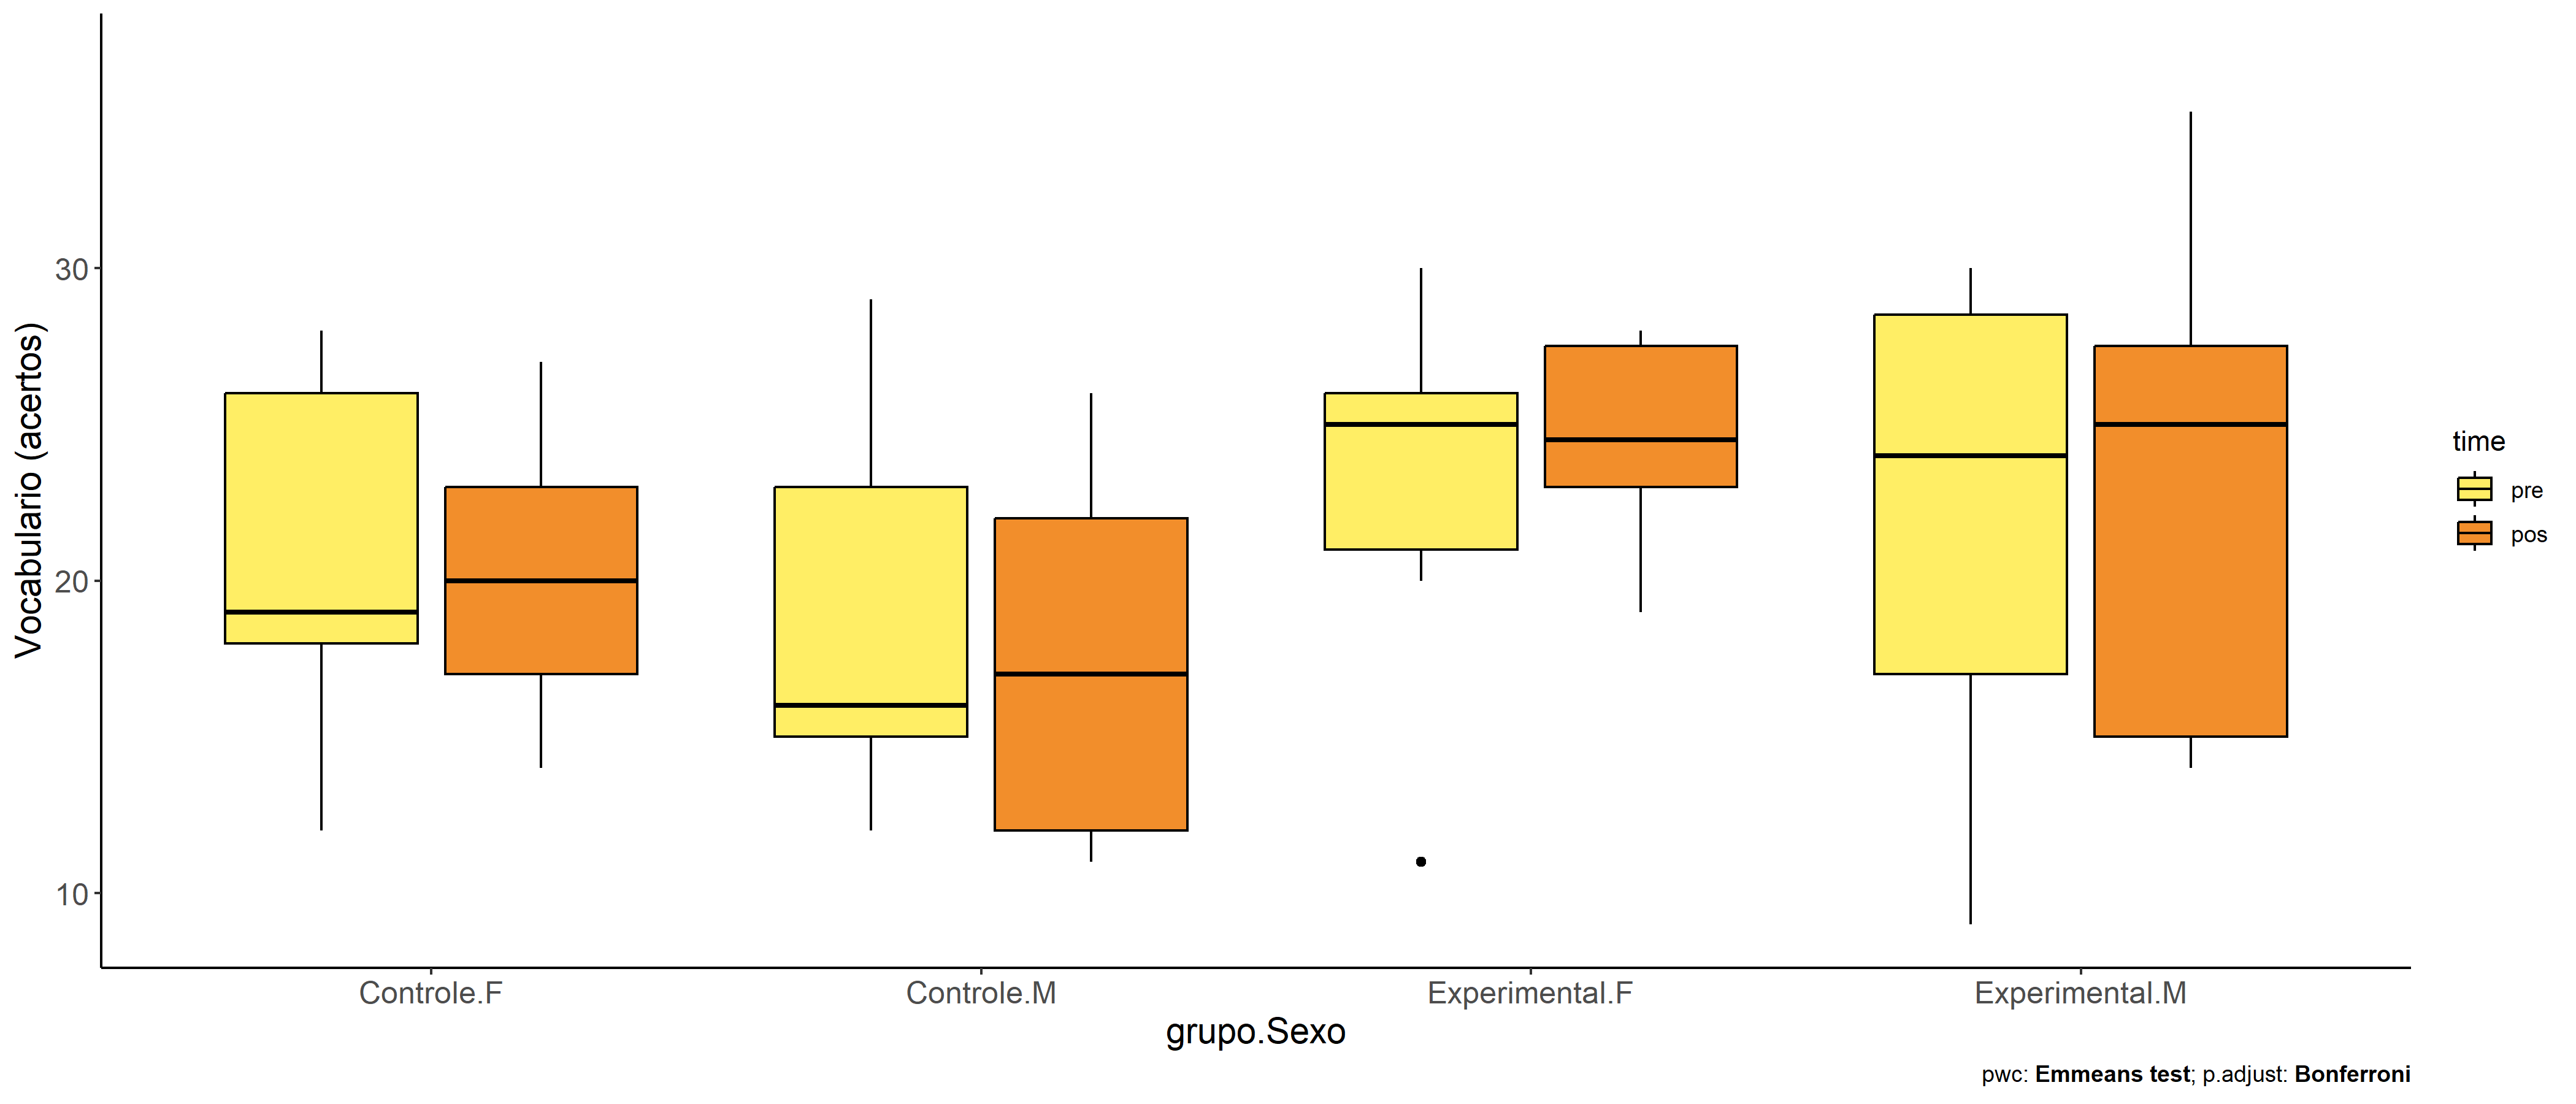 Vocabulario (acertos)
30
20
10
Controle.F
Controle.M
Experimental.F
Experimental.M
grupo.Sexo
time
pre
pos
pwc: Emmeans test; p.adjust: Bonferroni